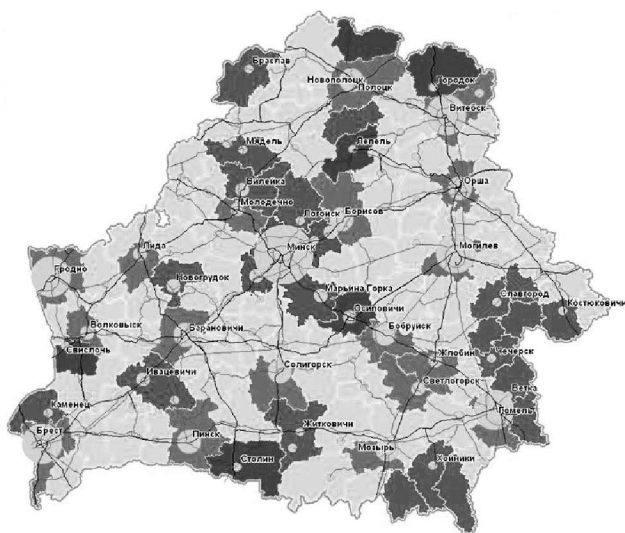 Браслав
Новополоцк
Полоцк
Городок
Витебск
Мядель
Лепель
Вилейка
Орша
Молодечно
Логойск
Борисов
Лида
Минск
Могилев
Гродно
Новогрудок
Марьина Горка
Славгород
Костюковичи
Осиповичи
Волковыск
Барановичи
Бобруйск
Свислочь
Жлобин
Чечерск
Ивацевичи
Солигорск
Светлогорск
Ветка
Каменец
Гомель
Брест
Пинск
Житковичи
Мозырь
Столин
Хойники